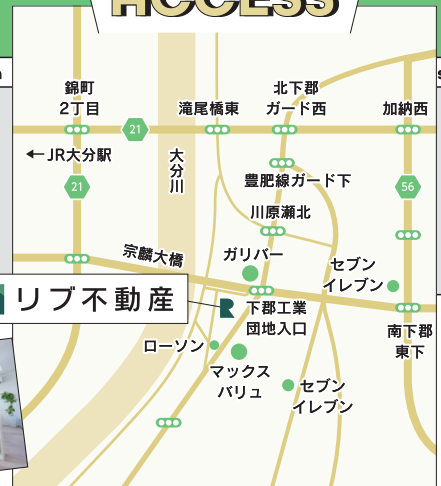 ACCESS
錦町
2丁目
21
滝尾橋東
北下郡
ガード西
加納西
←JR大分駅
21
大分川
豊肥線ガード下
56
川原瀬北
宗麟大橋
ガリバー
セブン
イレブン
リブ不動産
下郡工業
団地入口
南下郡
東下
ローソン
マックス
バリュ
セブン
イレブン